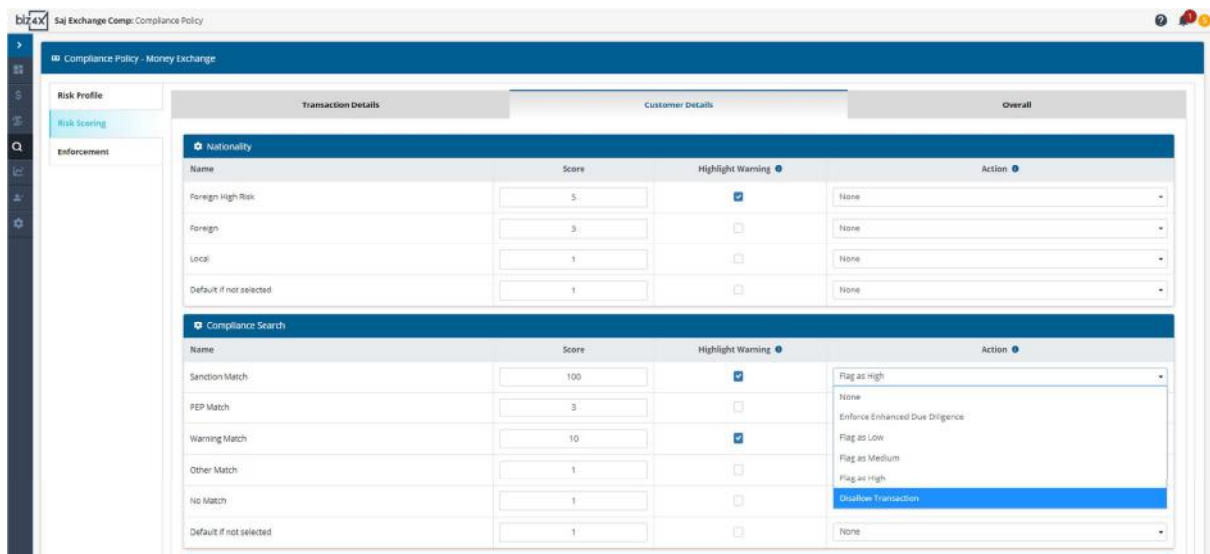 biz4x Saj Exchange Comp: Compliance Policy
1
Compliance Policy - Money Exchange
Risk Profile
Risk Scoring
Enforcement
Transaction Details Customer Details Overall
Nationality
Name Score Highlight Warning Action
Foreign High Risk 5 None
Foreign 3 None
Local 1 None
Default if not selected 1 None
Compliance Search
Name Score Highlight Warning Action
Sanction Match 100 Flag as High
None
PEP Match 3
Enforce Enhanced Due Diligence
Warning Match 10 Flag as Low
Flag as Medium
Other Match 1
Flag as High
No Match 1 Disallow Transaction
Default if not selected 1 None